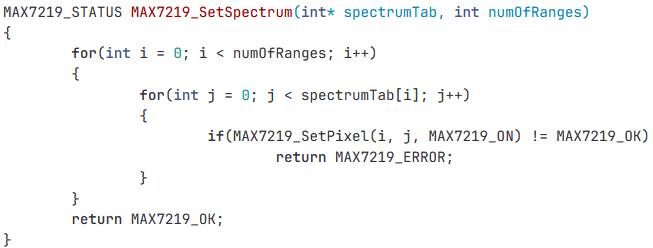 MAX7219_STATUS MAX7219_SetSpectrum(int* spectrumTab, int numOfRanges)
{
        for(int i = 0; i < numOfRanges; i++)
        {
                for(int j = 0; j < spectrumTab[i]; j++)
                {
                        if(MAX7219_SetPixel(i, j, MAX7219_ON) != MAX7219_OK)
                                return MAX7219_ERROR;
                }
        }
        return MAX7219_OK;
}